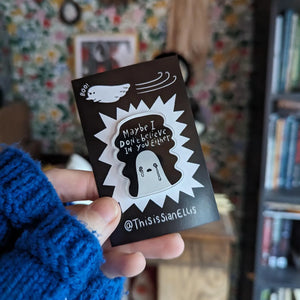 Boo!
Maybe I
Don't believe
in you either
@ThisisSianEllis